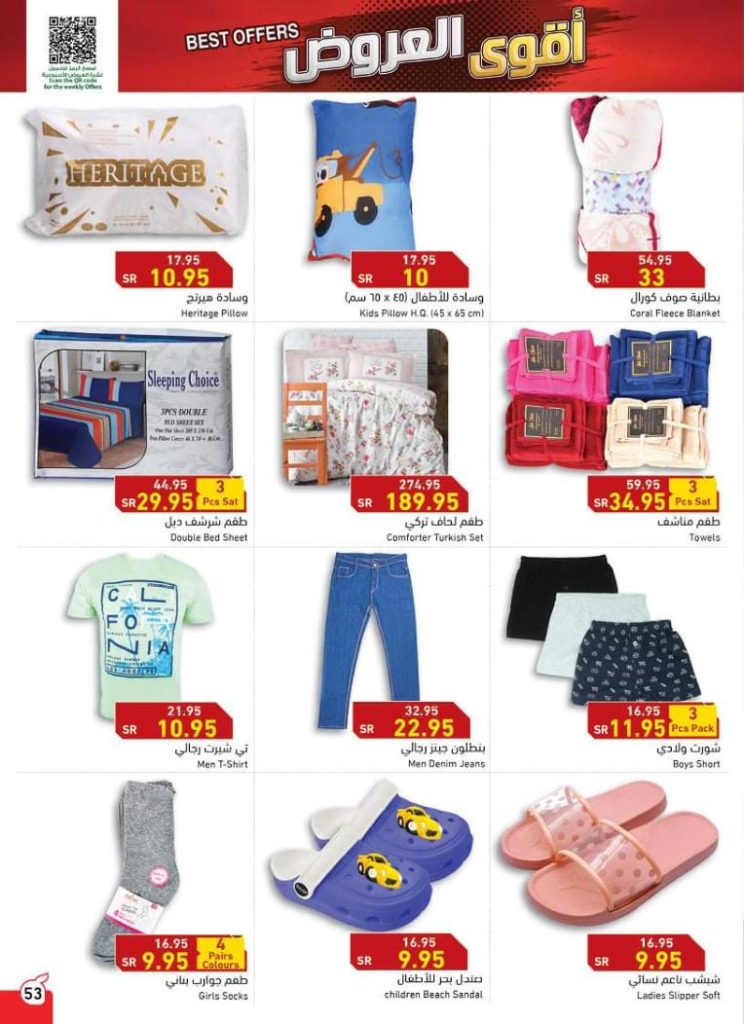 BEST OFFERS
أقوى العروض
Scan the QR code
for the weekly Offers
HERITAGE
17.95
SR 10.95
وسادة هيرتج
Heritage Pillow
17.95
SR 10
وسادة للأطفال (٤٥ x ٦٥ سم)
Kids Pillow H.Q. (45 x 65 cm)
54.95
SR 33
بطانية صوف كورال
Coral Fleece Blanket
Sleeping Choice
3PCS DOUBLE
BED SHEET SET
44.95
SR 29.95
3
Pcs Sat
طقم شرشف دبل
Double Bed Sheet
274.95
SR 189.95
طقم لحاف تركي
Comforter Turkish Set
59.95
SR 34.95
3
Pcs Sat
طقم مناشف
Towels
CAL
FO
NIA
21.95
SR 10.95
تي شيرت رجالي
Men T-Shirt
32.95
SR 22.95
بنطلون جينز رجالي
Men Denim Jeans
16.95
SR 11.95
3
Pcs Pack
شورت ولادي
Boys Short
16.95
SR 9.95
4
Pairs
Colours
طقم جوارب بناتي
Girls Socks
16.95
SR 9.95
صندل بحر للأطفال
children Beach Sandal
16.95
SR 9.95
شبشب ناعم نسائي
Ladies Slipper Soft
53